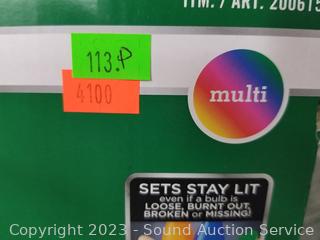 ITM. / ART. 200615
113.P
4100
multi
SETS STAY LIT
even if a bulb is
LOOSE, BURNT OUT,
BROKEN or MISSING!
Copyright 2023 - Sound Auction Service